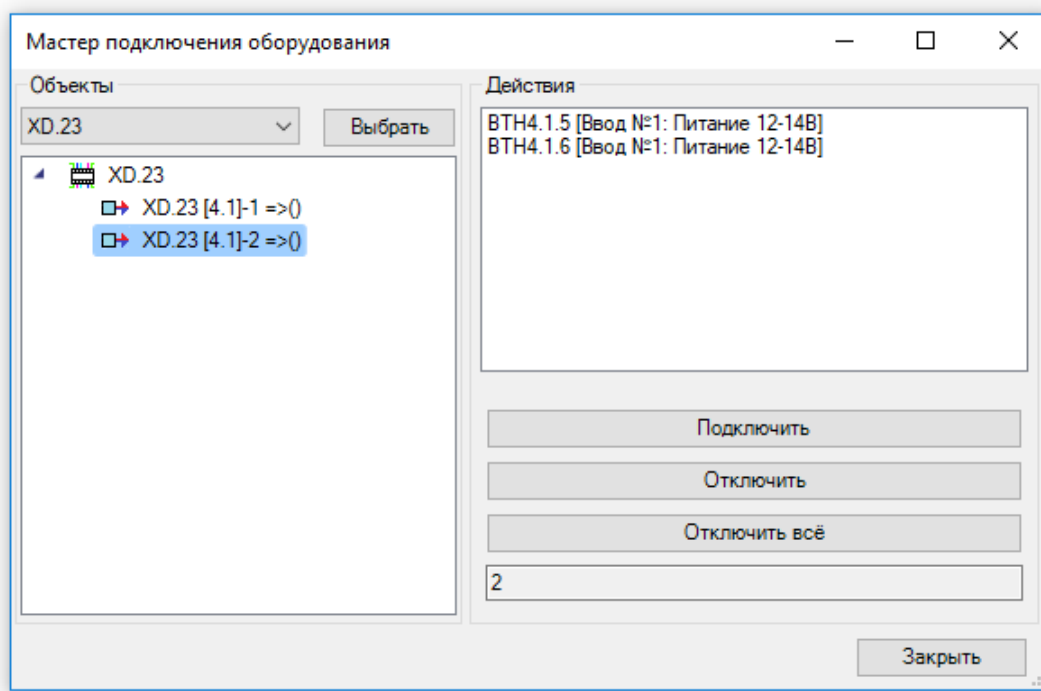 Мастер подключения оборудования
Объекты
XD.23
Выбрать
XD.23
XD.23 [4.1]-1 =>()
XD.23 [4.1]-2 =>()
Действия
BTH4.1.5 [Ввод №1: Питание 12-14В]
BTH4.1.6 [Ввод №1: Питание 12-14В]
Подключить
Отключить
Отключить всё
2
Закрыть